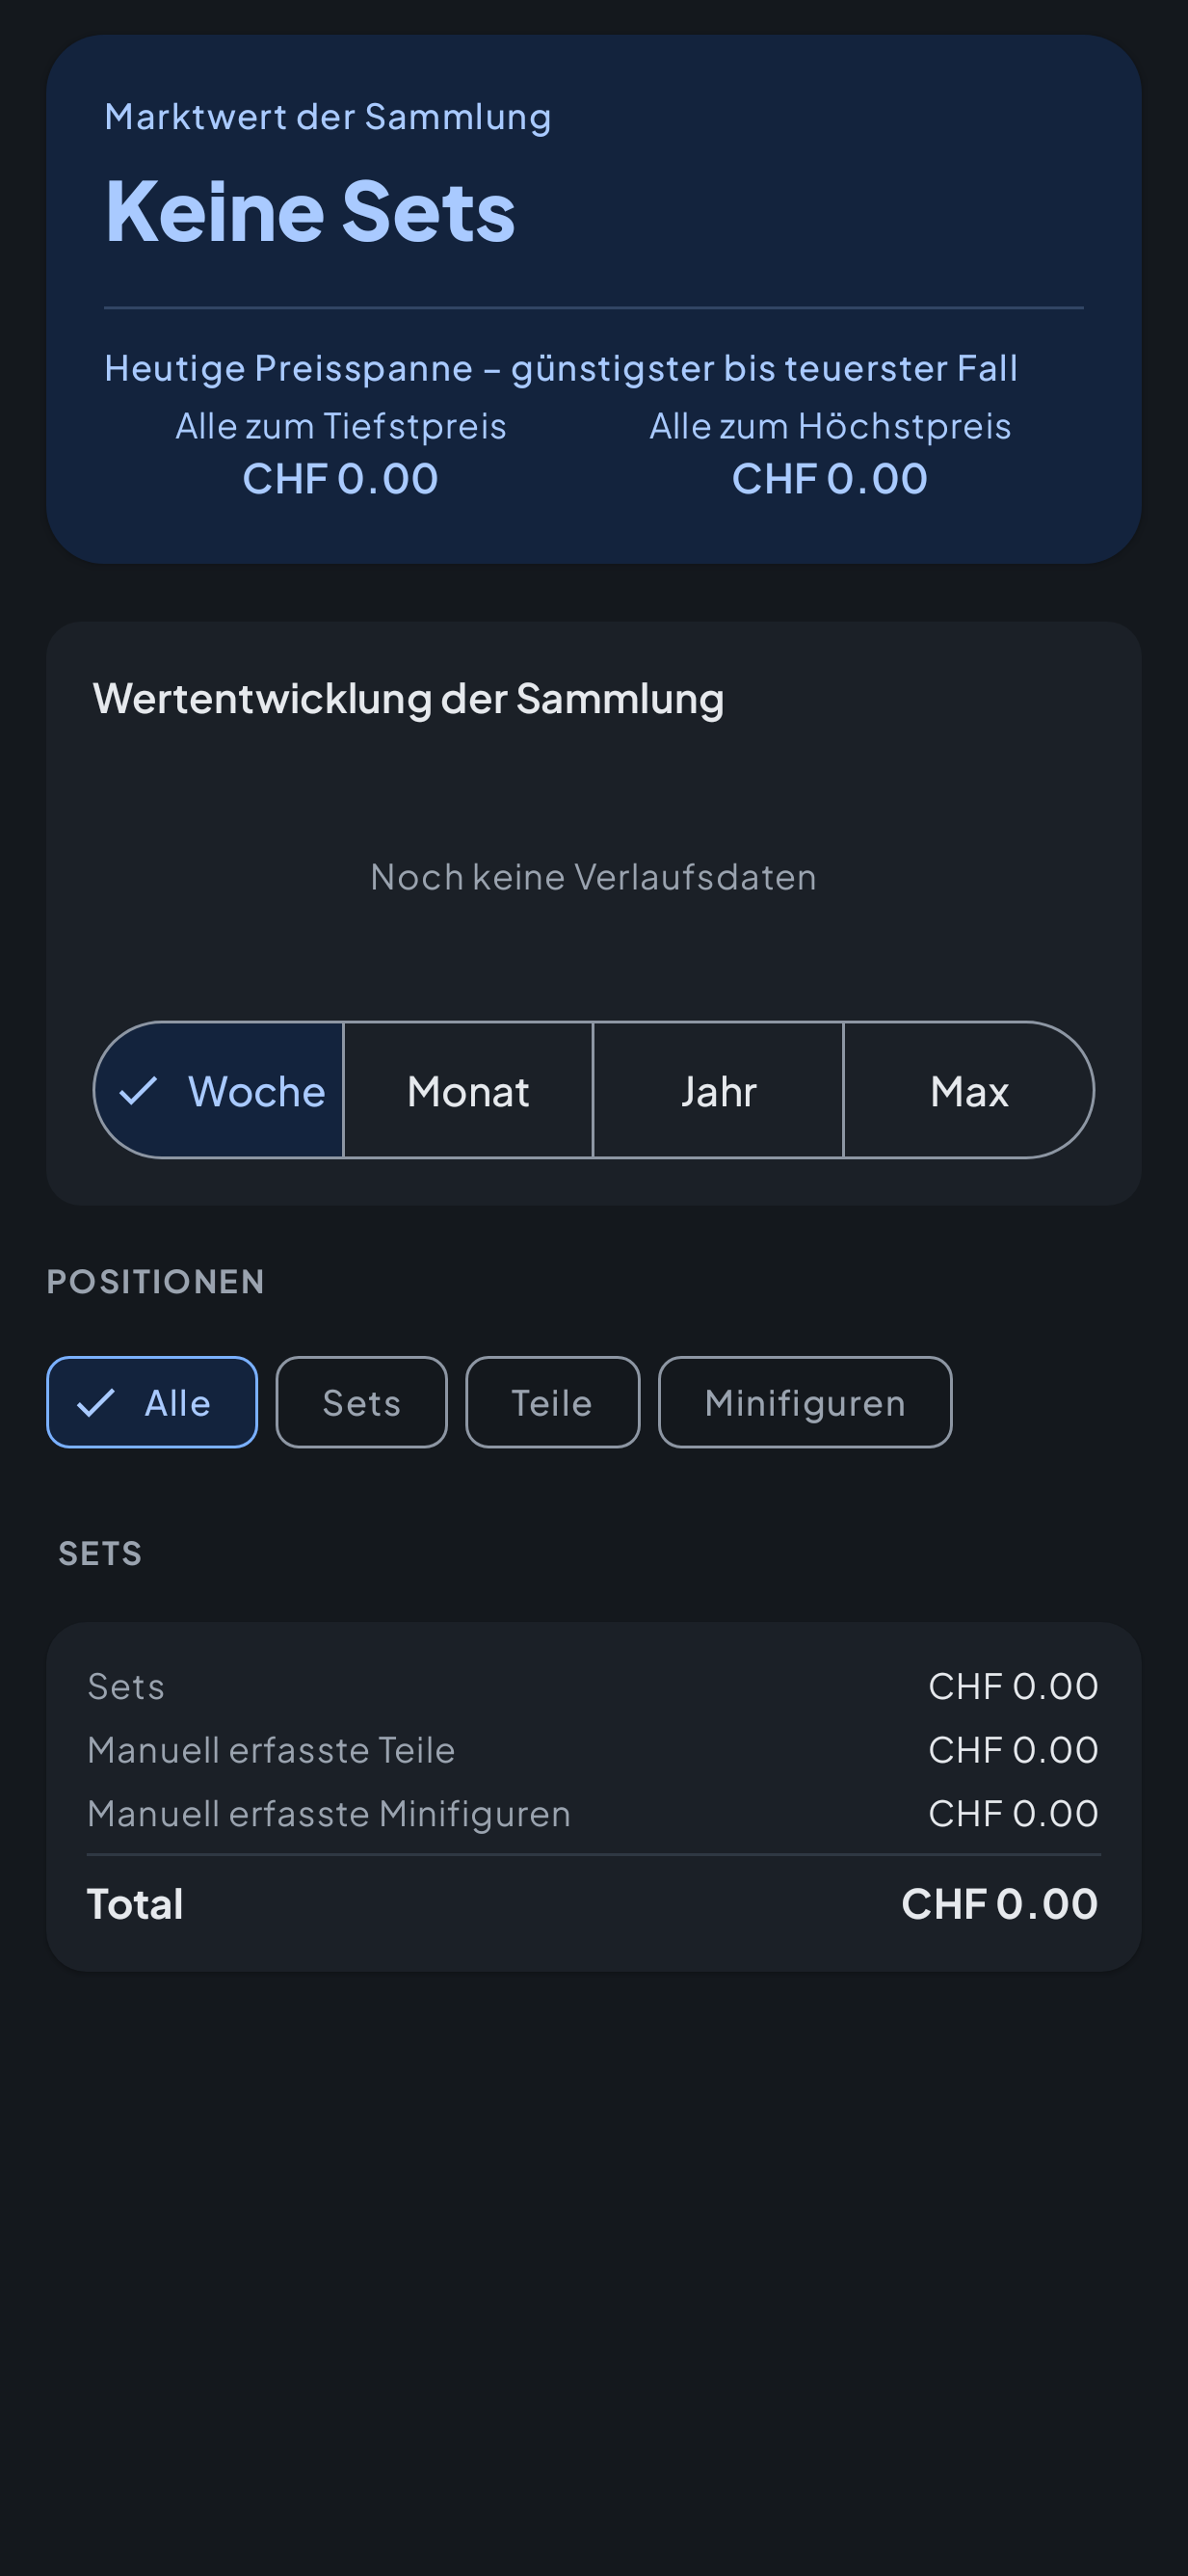 Marktwert der Sammlung
Keine Sets
Heutige Preisspanne – günstigster bis teuerster Fall
Alle zum Tiefstpreis Alle zum Höchstpreis
CHF 0.00 CHF 0.00
Wertentwicklung der Sammlung
Noch keine Verlaufsdaten
Woche Monat Jahr Max
POSITIONEN
Alle Sets Teile Minifiguren
SETS
Sets CHF 0.00
Manuell erfasste Teile CHF 0.00
Manuell erfasste Minifiguren CHF 0.00
Total CHF 0.00